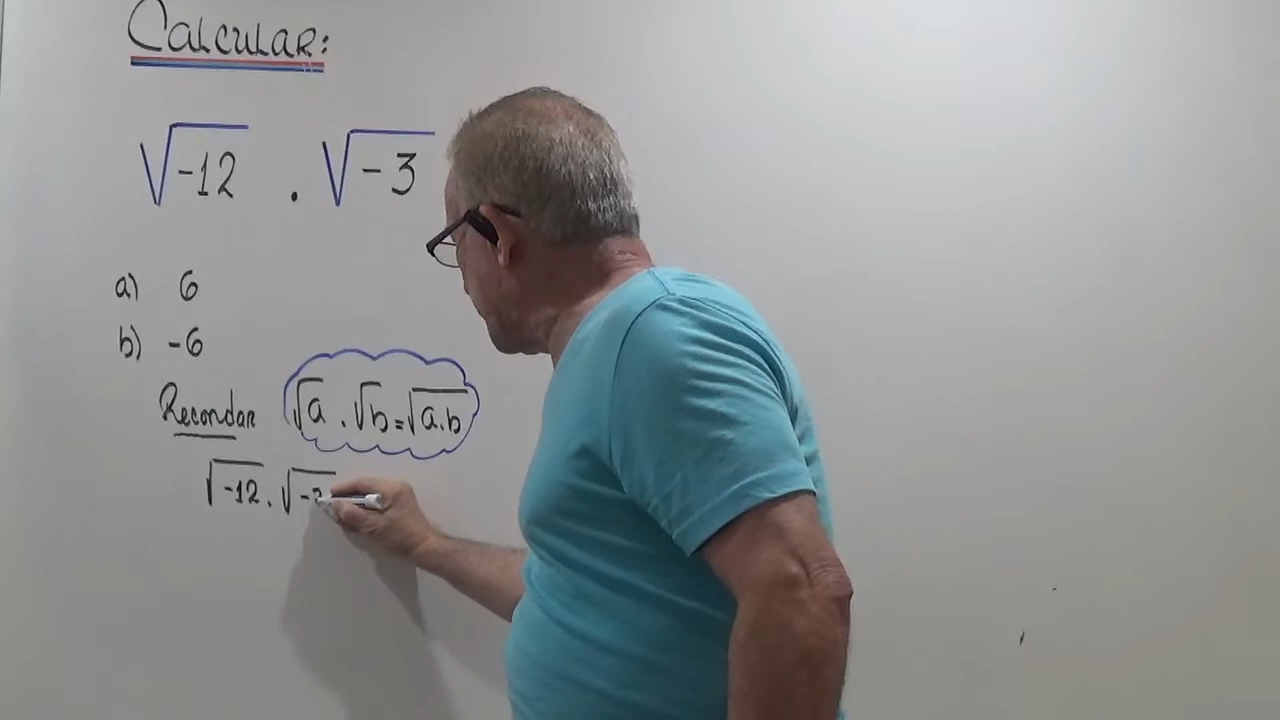 Calcular:
√-12 . √-3
a) 6
b) -6
Recordar √a . √b = √a.b
√-12 . √-3